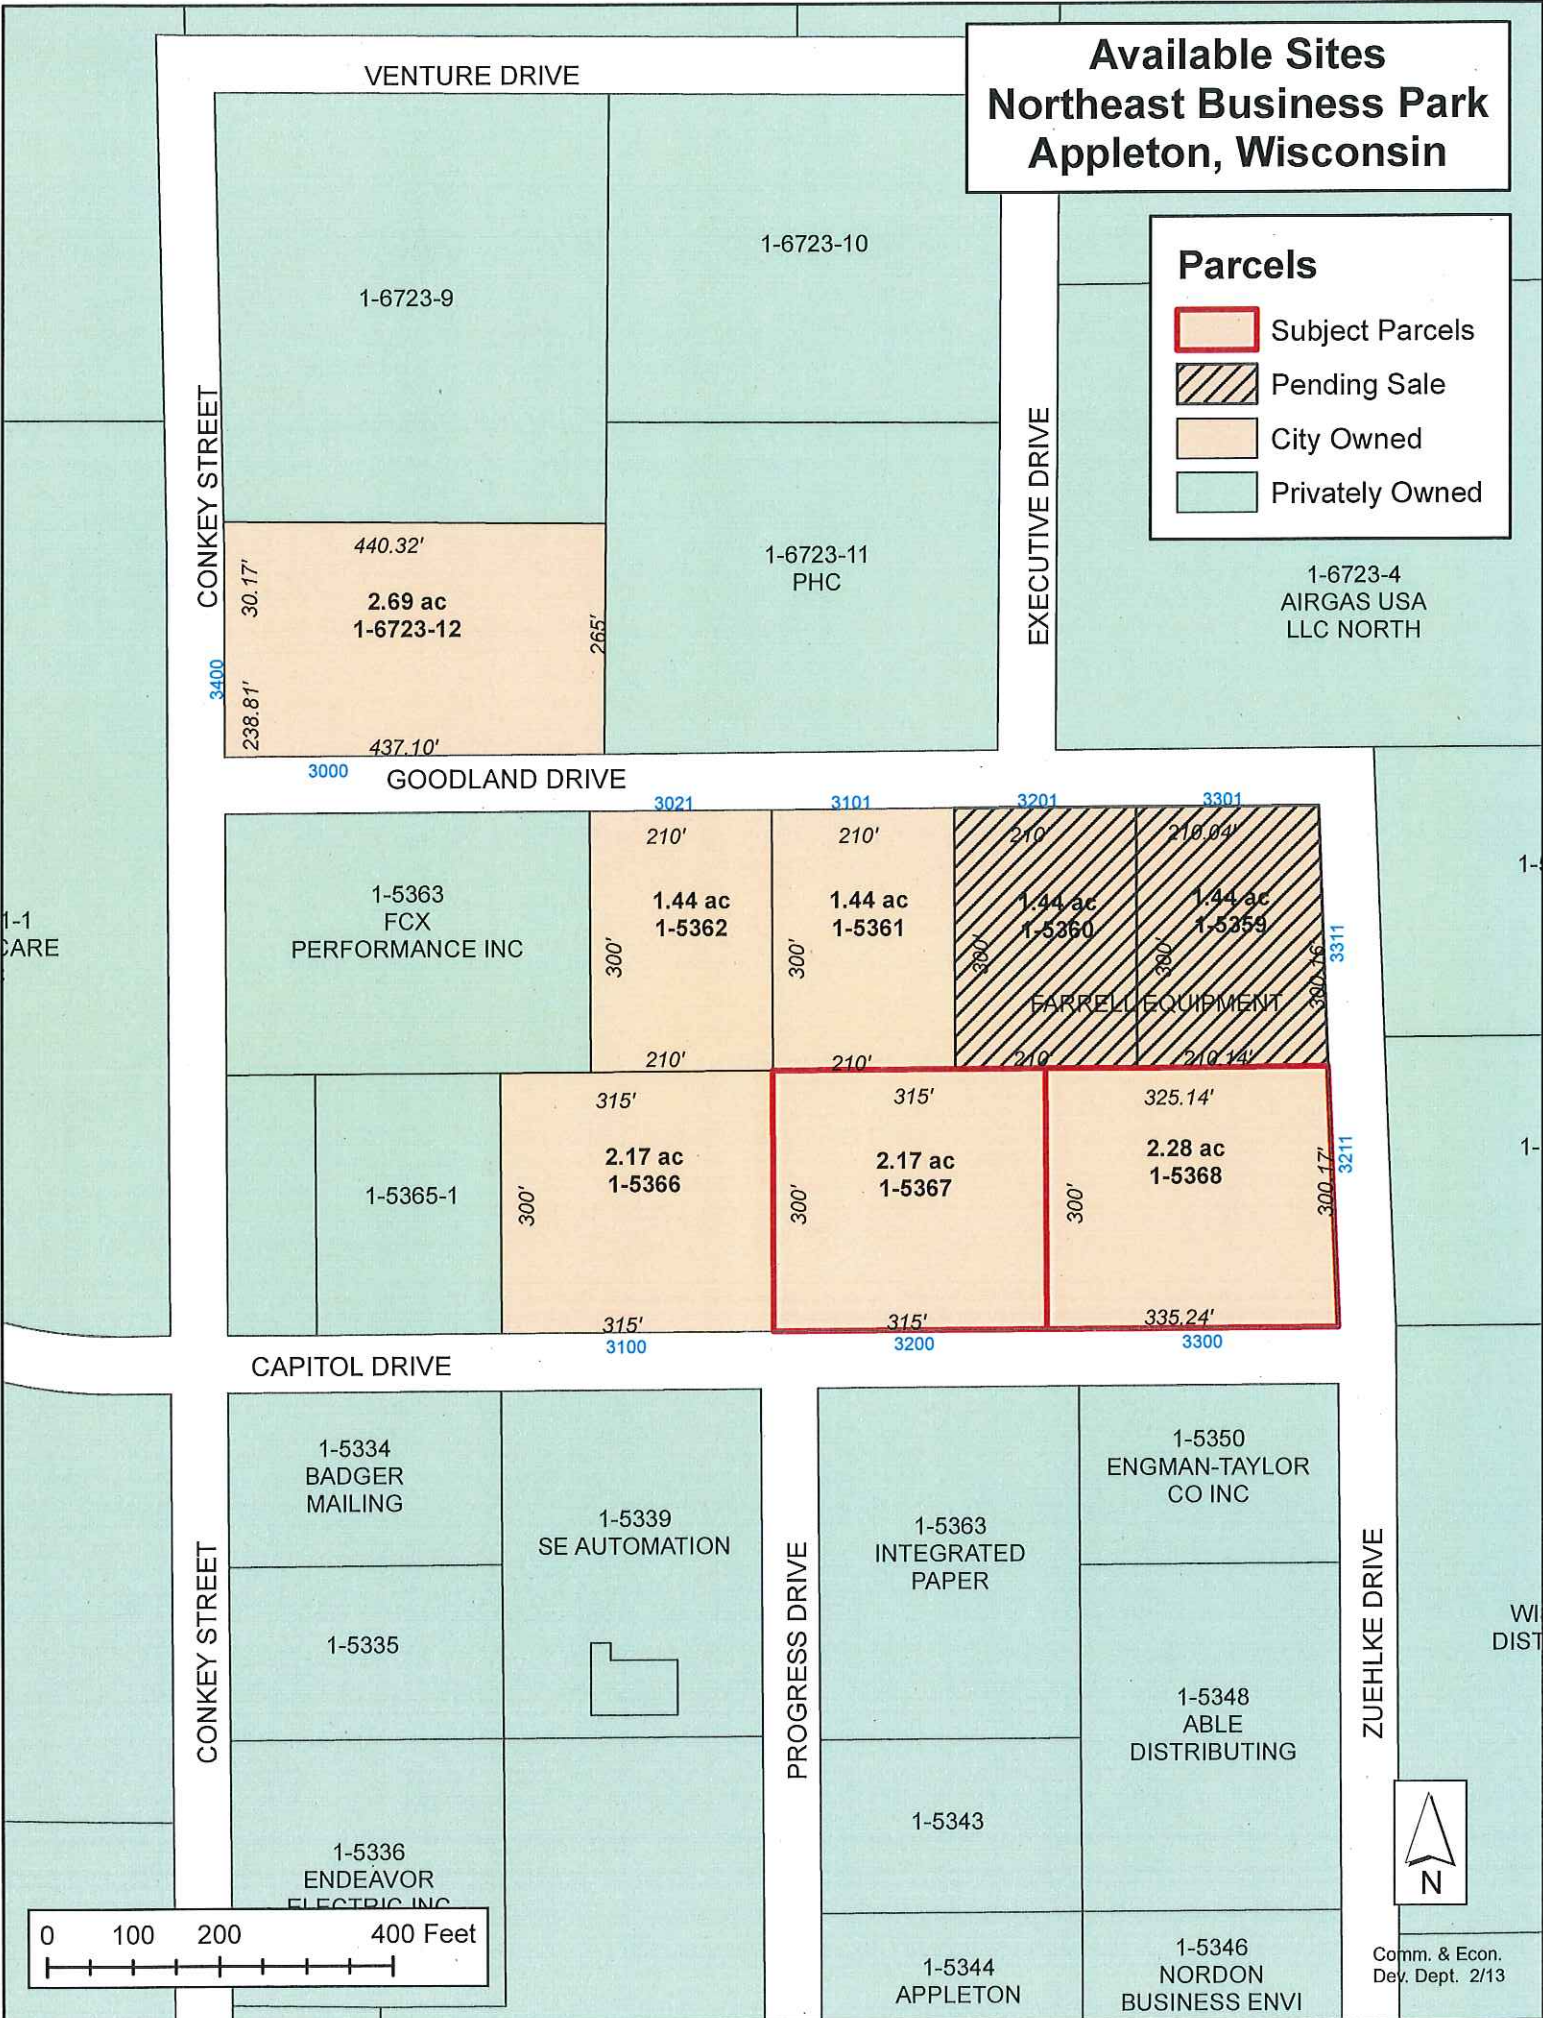 Available Sites
Northeast Business Park
Appleton, Wisconsin
Parcels
Subject Parcels
Pending Sale
City Owned
Privately Owned
VENTURE DRIVE
1-6723-9
1-6723-10
CONKEY STREET
EXECUTIVE DRIVE
440.32'
30.17'
2.69 ac
1-6723-12
265'
3400
238.81'
437.10'
1-6723-11
PHC
1-6723-4
AIRGAS USA
LLC NORTH
3000
GOODLAND DRIVE
3021
3101
3201
3301
210'
210'
210'
210.04'
1-5363
FCX
PERFORMANCE INC
1.44 ac
1-5362
1.44 ac
1-5361
1.44 ac
1-5360
1.44 ac
1-5359
300'
300'
300'
300'
300.16'
3311
FARRELL EQUIPMENT
210'
210'
210'
210.14'
1-1
CARE
1-5
1-
315'
315'
325.14'
1-5365-1
2.17 ac
1-5366
2.17 ac
1-5367
2.28 ac
1-5368
300'
300'
300'
300.17'
3211
315'
315'
335.24'
3100
3200
3300
CAPITOL DRIVE
1-5334
BADGER
MAILING
1-5339
SE AUTOMATION
1-5363
INTEGRATED
PAPER
1-5350
ENGMAN-TAYLOR
CO INC
CONKEY STREET
PROGRESS DRIVE
ZUEHLKE DRIVE
1-5335
1-5348
ABLE
DISTRIBUTING
WI
DIST
1-5343
1-5336
ENDEAVOR
ELECTRIC INC
1-5344
APPLETON
1-5346
NORDON
BUSINESS ENVI
N
0 100 200 400 Feet
Comm. & Econ.
Dev. Dept. 2/13